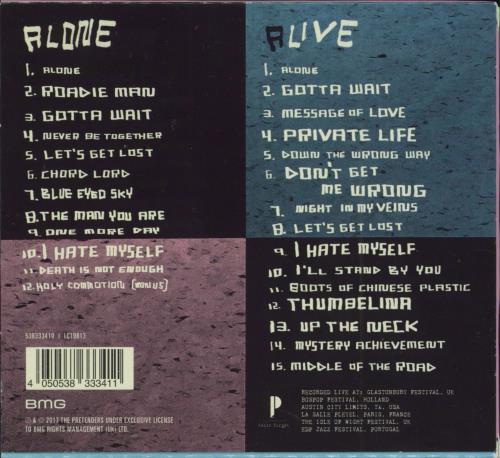 ALONE
1. ALONE
2. ROADIE MAN
3. GOTTA WAIT
4. NEVER BE TOGETHER
5. LET'S GET LOST
6. CHORD LORD
7. BLUE EYED SKY
8. THE MAN YOU ARE
9. ONE MORE DAY
10. I HATE MYSELF
11. DEATH IS NOT ENOUGH
12. HOLY COMMOTION (BONUS)
538333410 | LC19813
4 050538 333411
BMG
℗ & © 2017 THE PRETENDERS UNDER EXCLUSIVE LICENSE
TO BMG RIGHTS MANAGEMENT (UK) LTD.
ALIVE
1. ALONE
2. GOTTA WAIT
3. MESSAGE OF LOVE
4. PRIVATE LIFE
5. DOWN THE WRONG WAY
6. DON'T GET
ME WRONG
7. NIGHT IN MY VEINS
8. LET'S GET LOST
9. I HATE MYSELF
10. I'LL STAND BY YOU
11. BOOTS OF CHINESE PLASTIC
12. THUMBELINA
13. UP THE NECK
14. MYSTERY ACHIEVEMENT
15. MIDDLE OF THE ROAD
P
RECORDED LIVE AT: GLASTONBURY FESTIVAL, UK
BOSPOP FESTIVAL, HOLLAND
AUSTIN CITY LIMITS, TX, USA
LA SALLE PLEYEL, PARIS, FRANCE
THE ISLE OF WIGHT FESTIVAL, UK
EDP JAZZ FESTIVAL, PORTUGAL